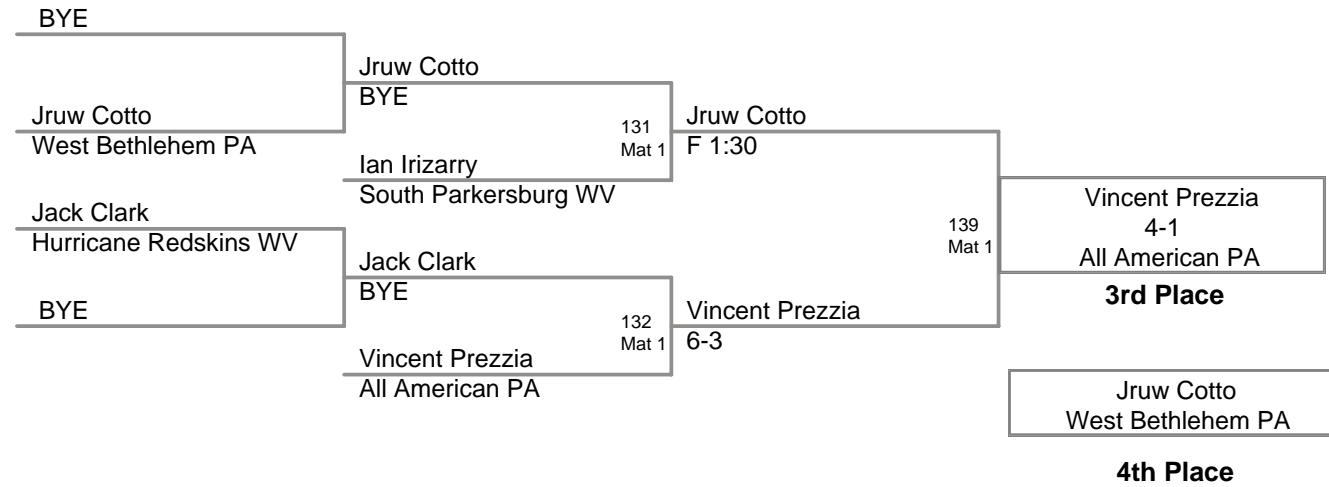 BYE
Jruw Cotto
BYE
Jruw Cotto
West Bethlehem PA
131
Mat 1
Jruw Cotto
F 1:30
Ian Irizarry
South Parkersburg WV
Jack Clark
Hurricane Redskins WV
Vincent Prezzia
4-1
All American PA
3rd Place
139
Mat 1
Jack Clark
BYE
BYE
132
Mat 1
Vincent Prezzia
6-3
Vincent Prezzia
All American PA
Jruw Cotto
West Bethlehem PA
4th Place